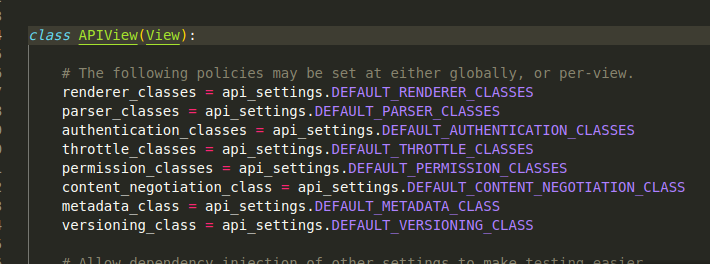 class APIView(View):
# The following policies may be set at either globally, or per-view.
renderer_classes = api_settings.DEFAULT_RENDERER_CLASSES
parser_classes = api_settings.DEFAULT_PARSER_CLASSES
authentication_classes = api_settings.DEFAULT_AUTHENTICATION_CLASSES
throttle_classes = api_settings.DEFAULT_THROTTLE_CLASSES
permission_classes = api_settings.DEFAULT_PERMISSION_CLASSES
content_negotiation_class = api_settings.DEFAULT_CONTENT_NEGOTIATION_CLASS
metadata_class = api_settings.DEFAULT_METADATA_CLASS
versioning_class = api_settings.DEFAULT_VERSIONING_CLASS
# Allow dependency injection of other settings to make testing easier.